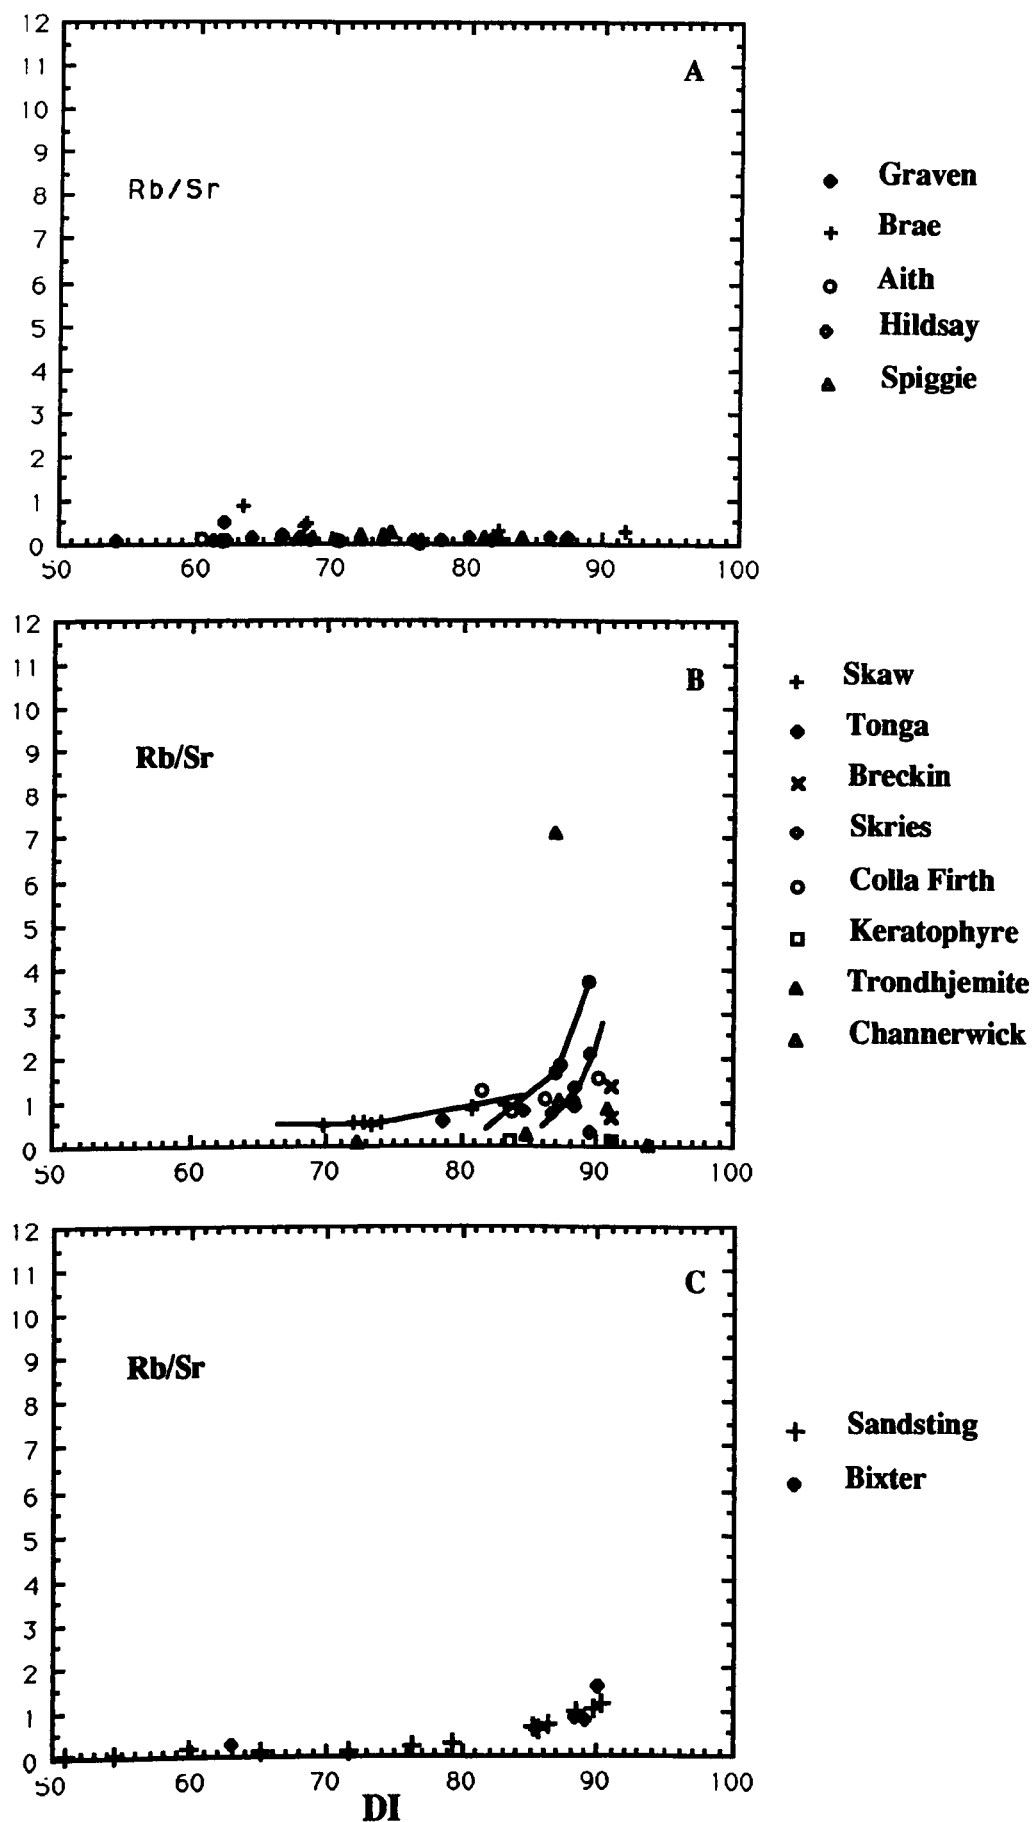 12
11
10
9
8
7
6
5
4
3
2
1
0
A
Rb/Sr
50 60 70 80 90 100
Graven
Brae
Aith
Hildsay
Spiggie
12
11
10
9
8
7
6
5
4
3
2
1
0
B
Rb/Sr
50 60 70 80 90 100
Skaw
Tonga
Breckin
Skries
Colla Firth
Keratophyre
Trondhjemite
Channerwick
12
11
10
9
8
7
6
5
4
3
2
1
0
C
Rb/Sr
50 60 70 80 90 100
DI
Sandsting
Bixter